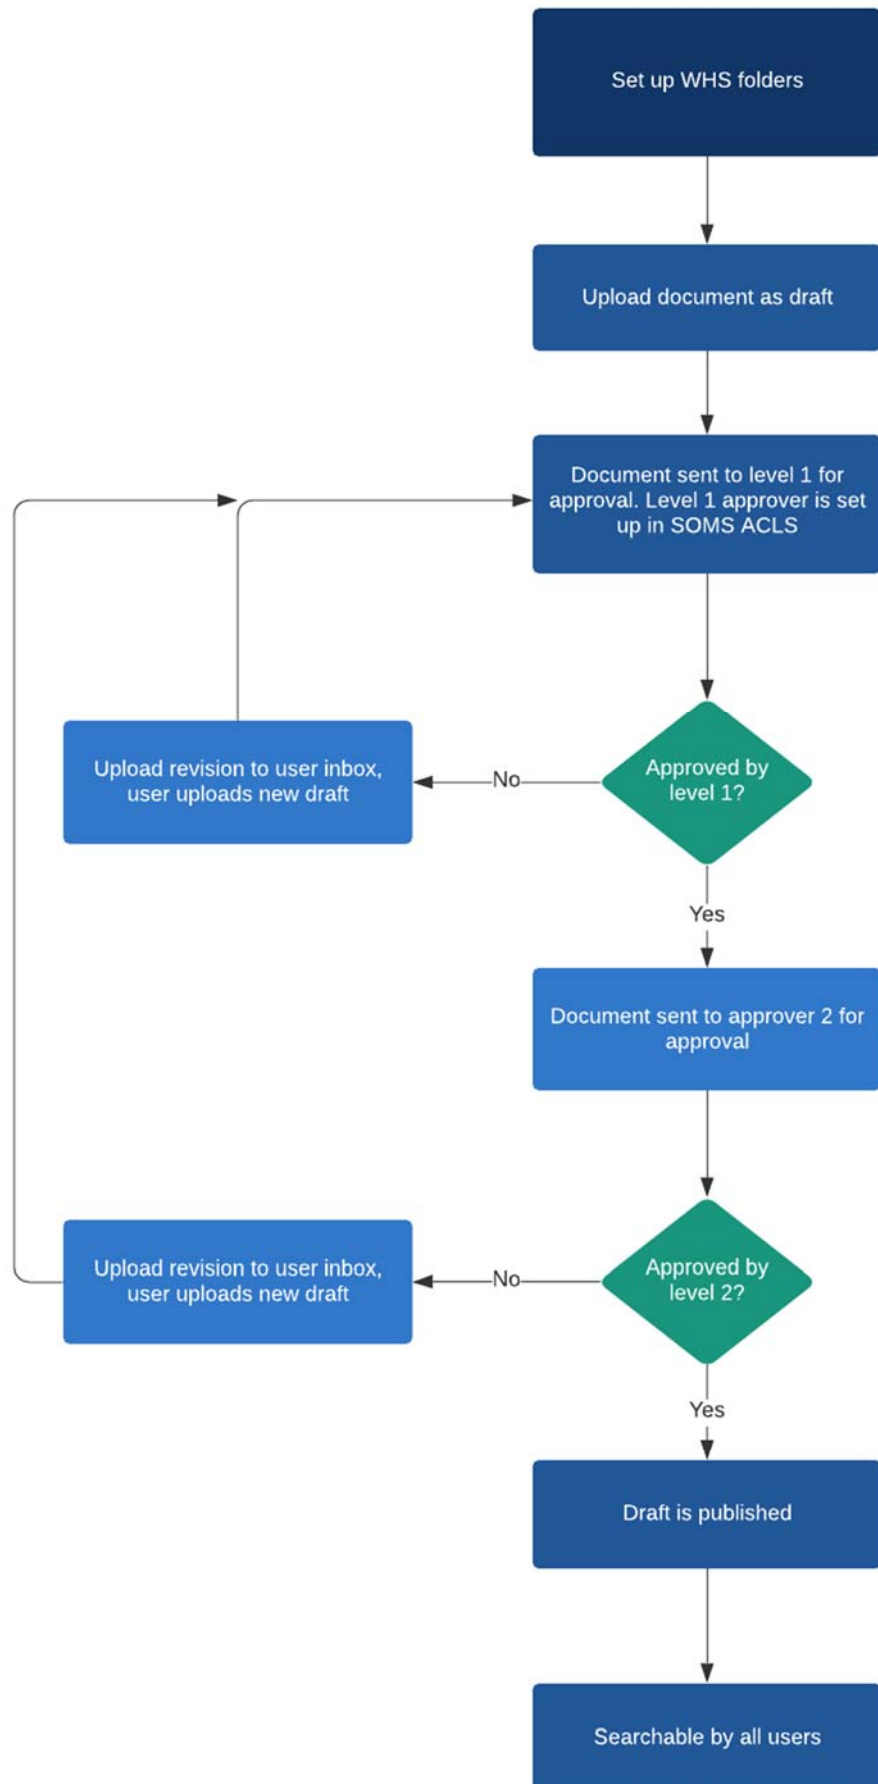 Set up WHS folders
Upload document as draft
Document sent to level 1 for
approval. Level 1 approver is set
up in SOMS ACLS
Approved by
level 1?
No
Upload revision to user inbox,
user uploads new draft
Yes
Document sent to approver 2 for
approval
Approved by
level 2?
No
Upload revision to user inbox,
user uploads new draft
Yes
Draft is published
Searchable by all users